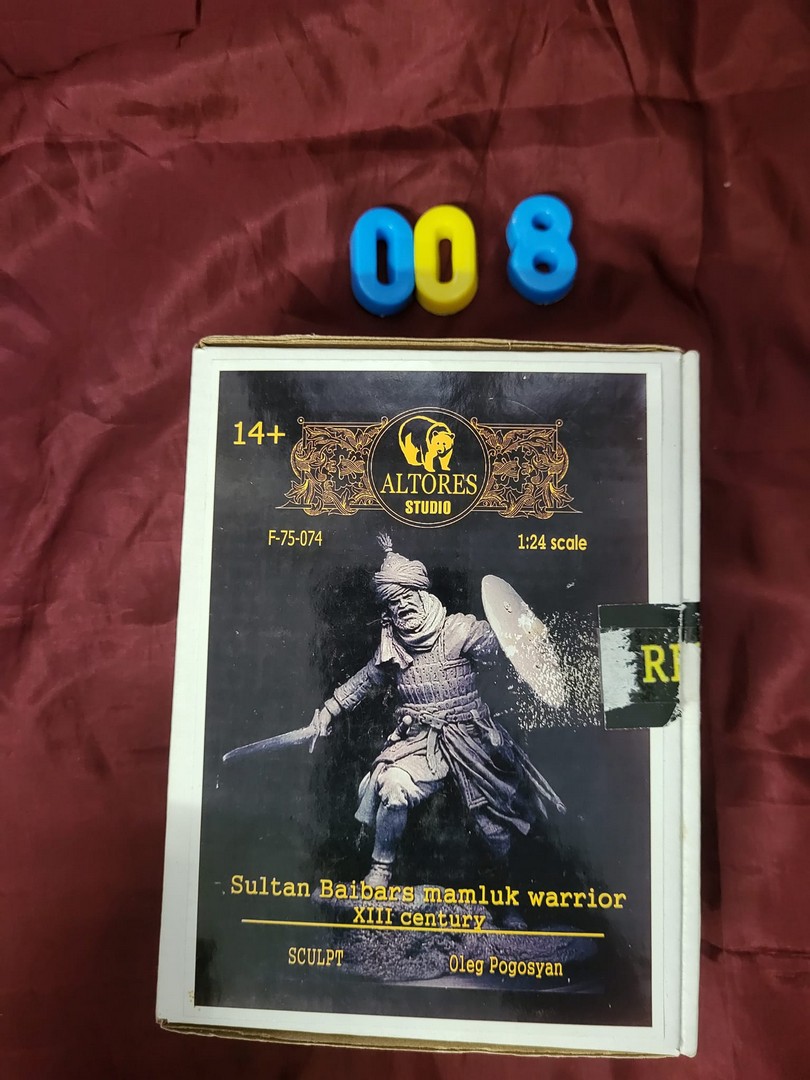 008
14+
ALTORES
STUDIO
F-75-074
1:24 scale
Sultan Baibars mamluk warrior
XIII century
SCULPT
Oleg Pogosyan